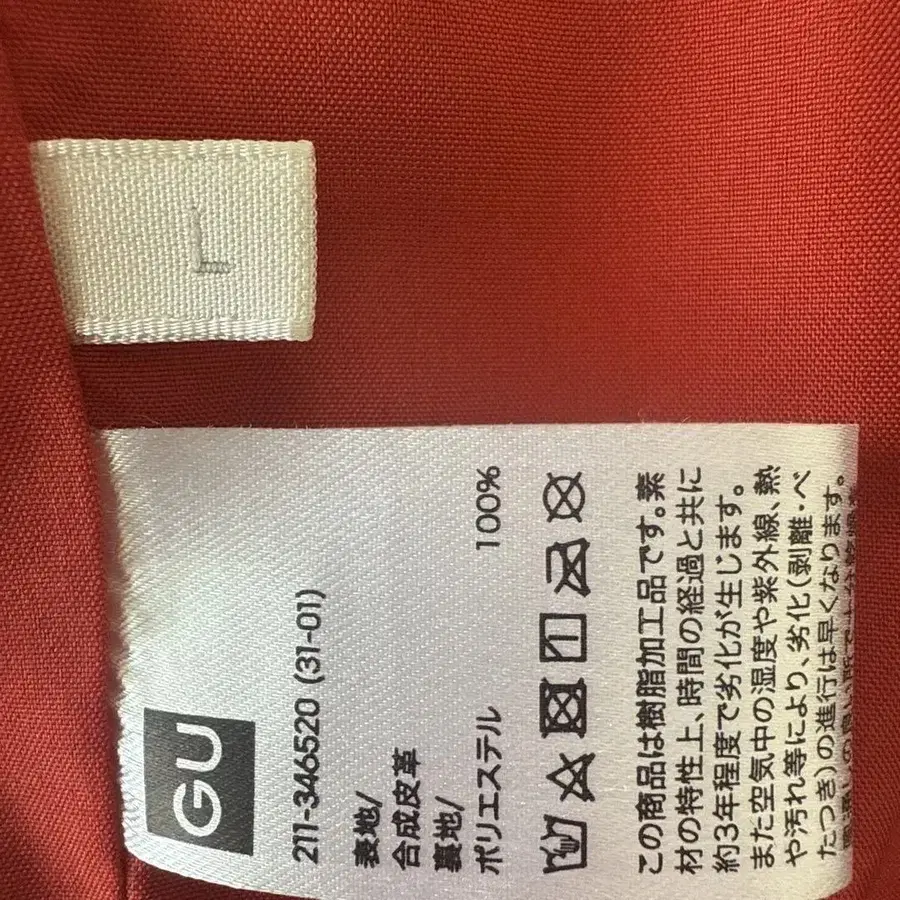 L
GU
211-346520 (31-01)
表地/
合成皮革
裏地/
ポリエステル 100%
この商品は樹脂加工品です。素
材の特性上、時間の経過と共に
約3年程度で劣化が生じます。
また空気中の湿度や紫外線、熱
や汚れ等により、劣化(剥離・べ
たつき)の進行は早くなります。